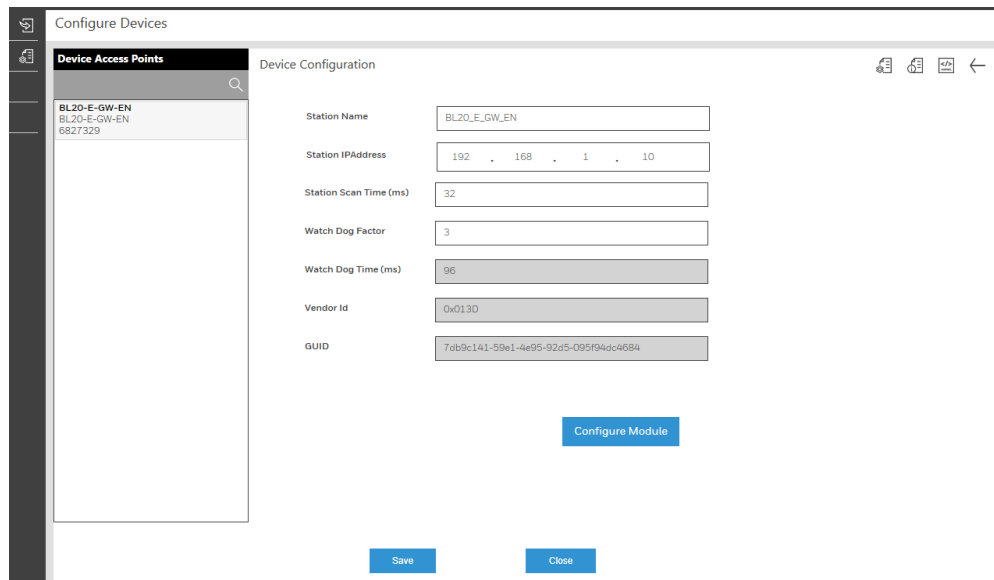 Configure Devices
Device Access Points
BL20-E-GW-EN
BL20-E-GW-EN
6827329
Device Configuration
Station Name
BL20_E_GW_EN
Station IPAddress
192 . 168 . 1 . 10
Station Scan Time (ms)
32
Watch Dog Factor
3
Watch Dog Time (ms)
96
Vendor Id
0x013D
GUID
7db9c141-59e1-4e95-92d5-095f94dc4684
Configure Module
Save
Close